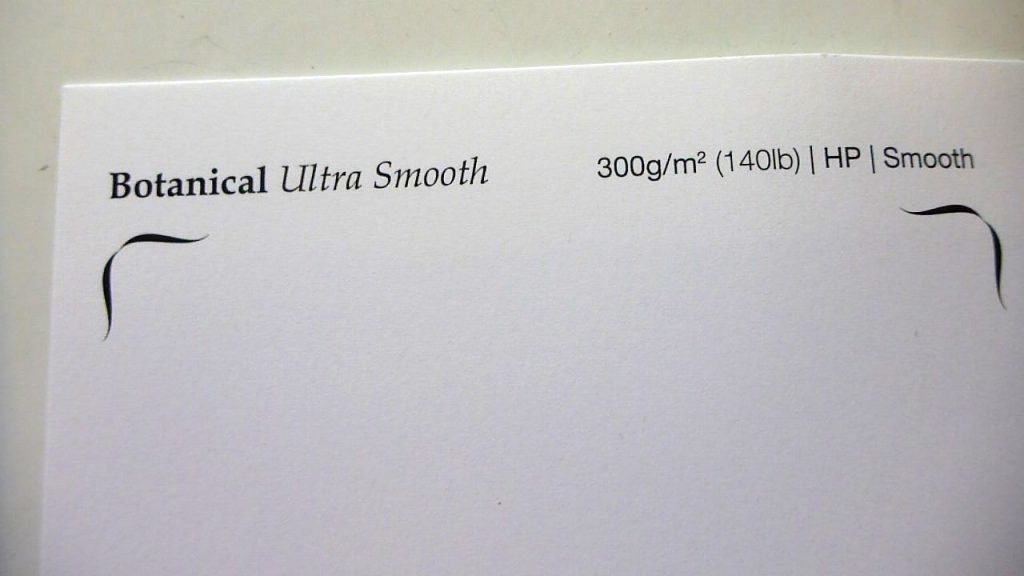 Botanical Ultra Smooth
300g/m² (140lb) | HP | Smooth